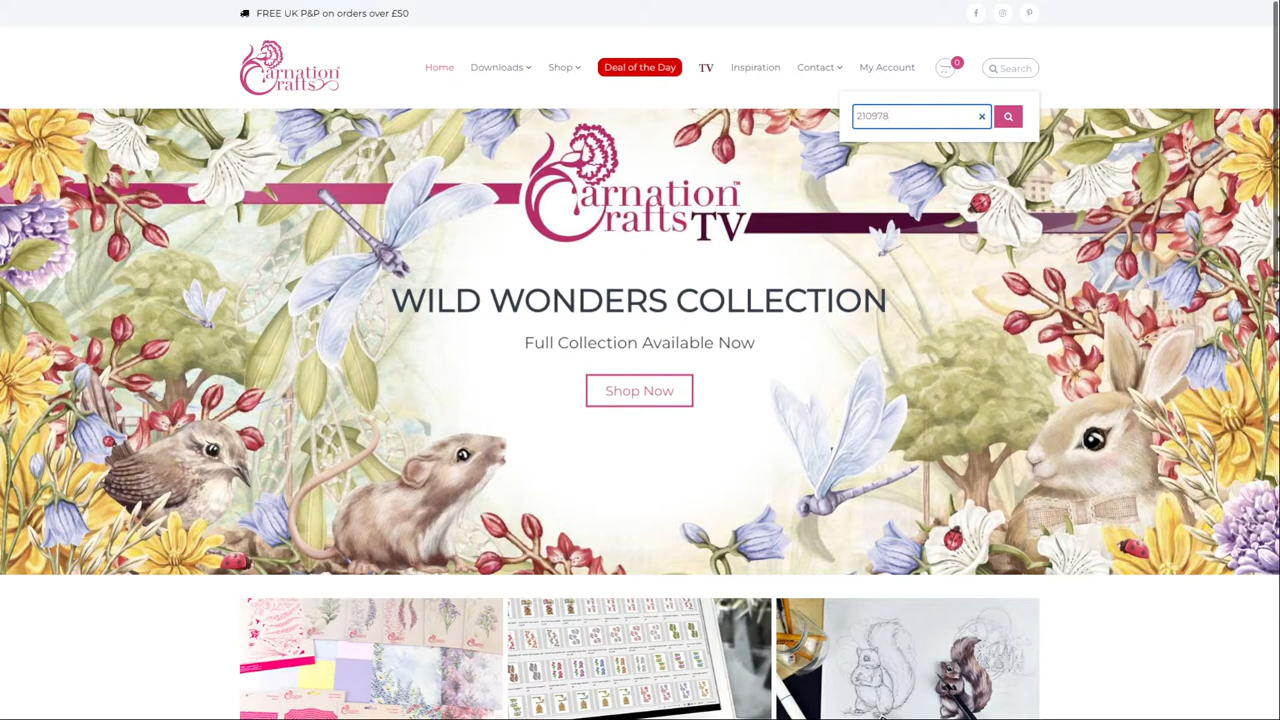 FREE UK P&P on orders over £50
Carnation Crafts
Home Downloads Shop Deal of the Day TV Inspiration Contact My Account 0 Search
210978
Carnation™
Crafts TV
WILD WONDERS COLLECTION
Full Collection Available Now
Shop Now